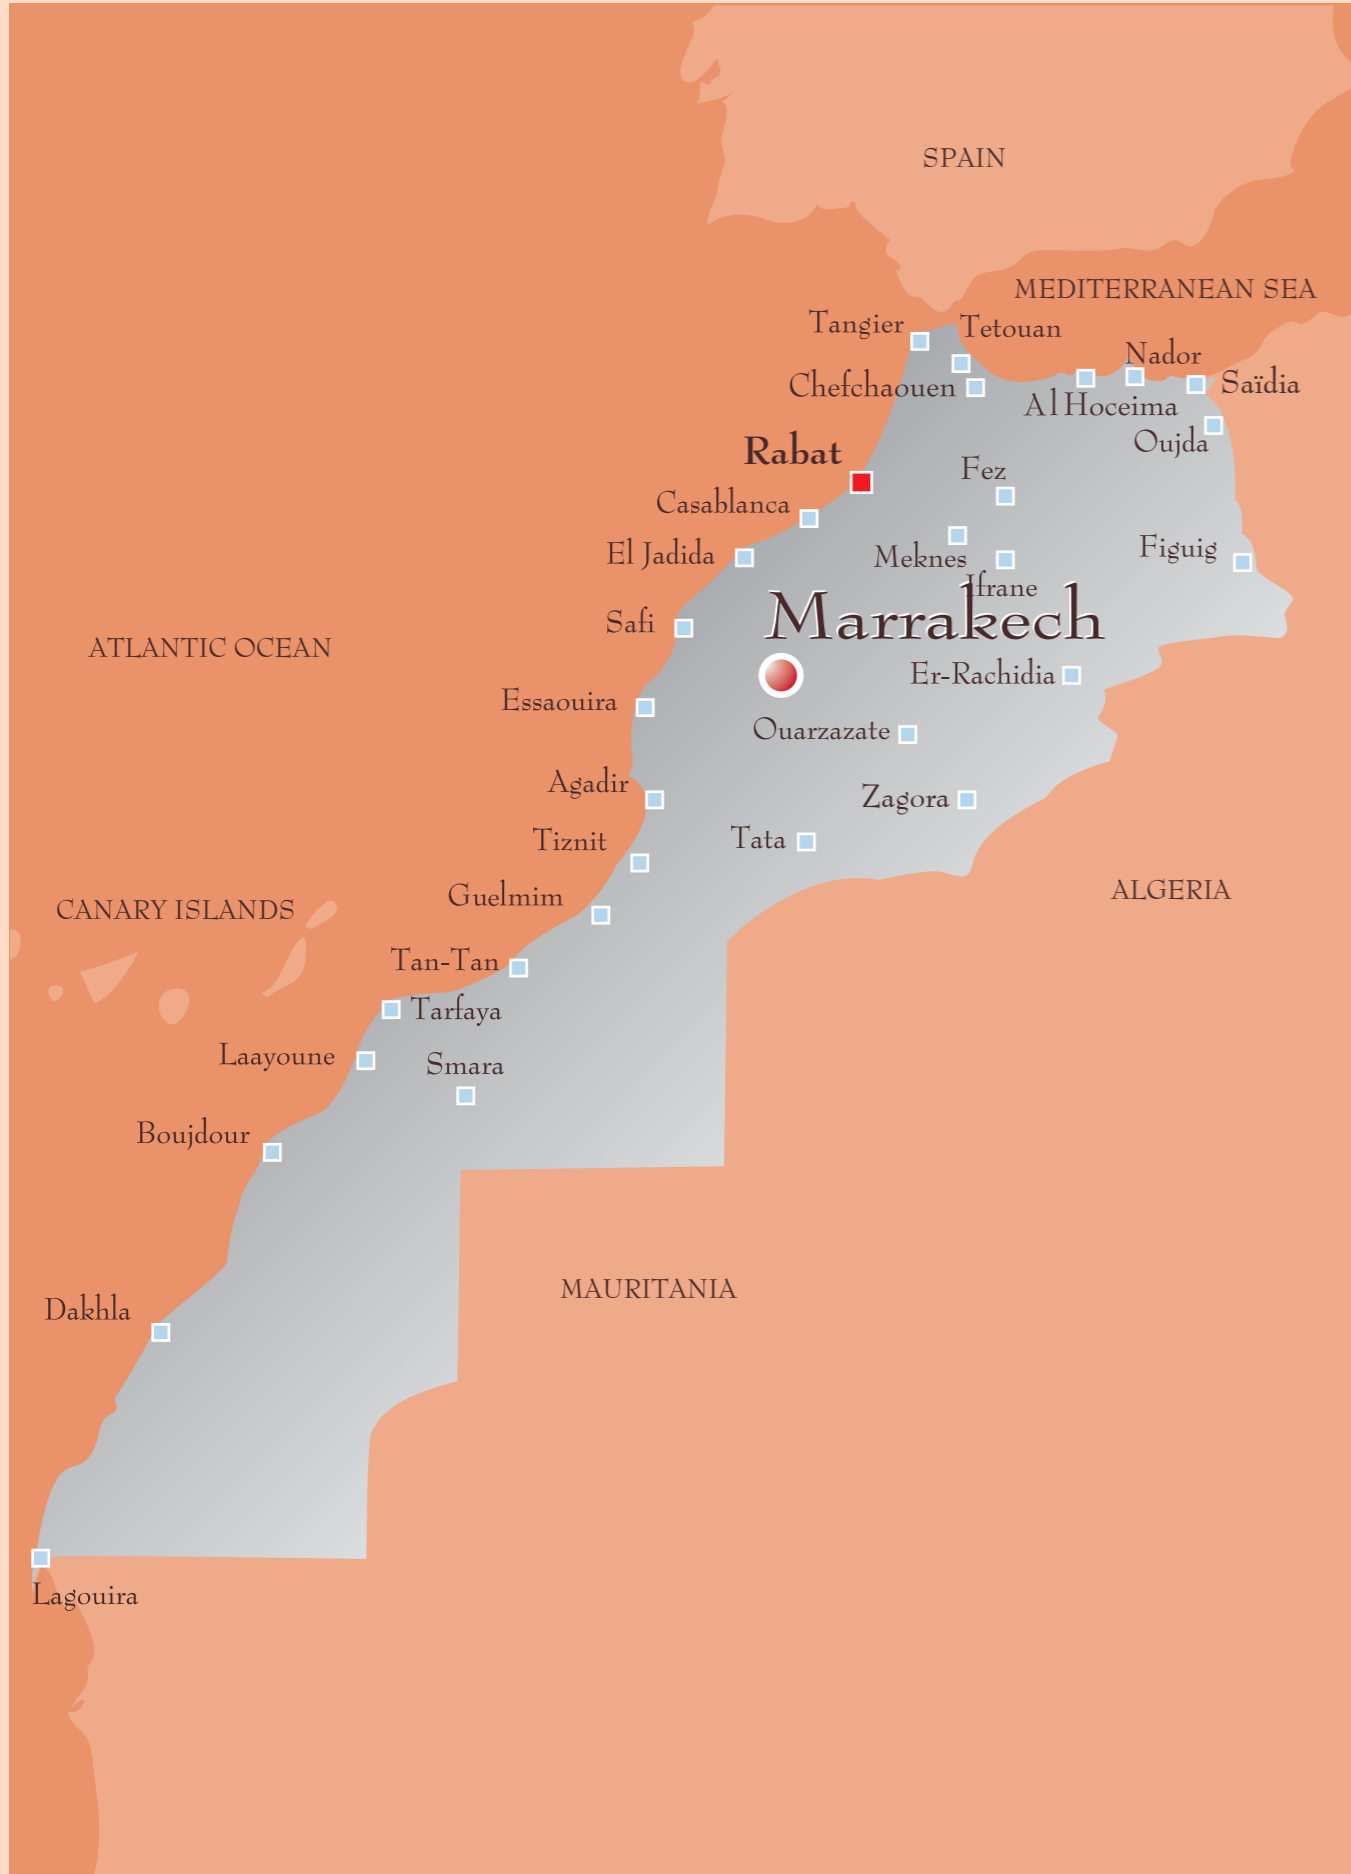 SPAIN
MEDITERRANEAN SEA
Tangier
Tetouan
Nador
Chefchaouen
Saïdia
Al Hoceima
Oujda
Rabat
Fez
Casablanca
El Jadida
Meknes
Figuig
Ifrane
Marrakech
Safi
ATLANTIC OCEAN
Er-Rachidia
Essaouira
Ouarzazate
Agadir
Zagora
Tiznit
Tata
ALGERIA
Guelmim
CANARY ISLANDS
Tan-Tan
Tarfaya
Laayoune
Smara
Boujdour
MAURITANIA
Dakhla
Lagouira